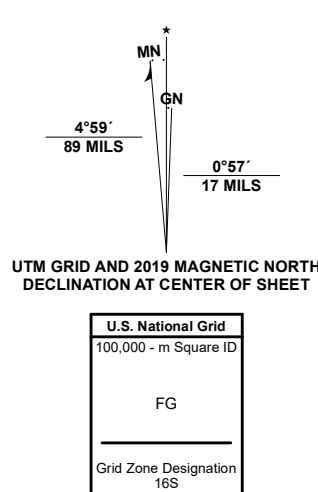 ★
MN
GN
4°59´
89 MILS
0°57´
17 MILS
UTM GRID AND 2019 MAGNETIC NORTH
DECLINATION AT CENTER OF SHEET
U.S. National Grid
100,000 - m Square ID
FG
Grid Zone Designation
16S